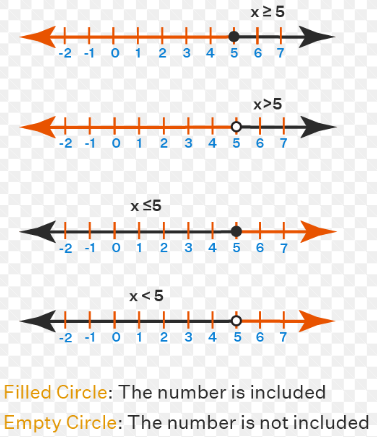 x ≥ 5
-2 -1 0 1 2 3 4 5 6 7
x>5
-2 -1 0 1 2 3 4 5 6 7
x ≤5
-2 -1 0 1 2 3 4 5 6 7
x < 5
-2 -1 0 1 2 3 4 5 6 7
Filled Circle: The number is included
Empty Circle: The number is not included